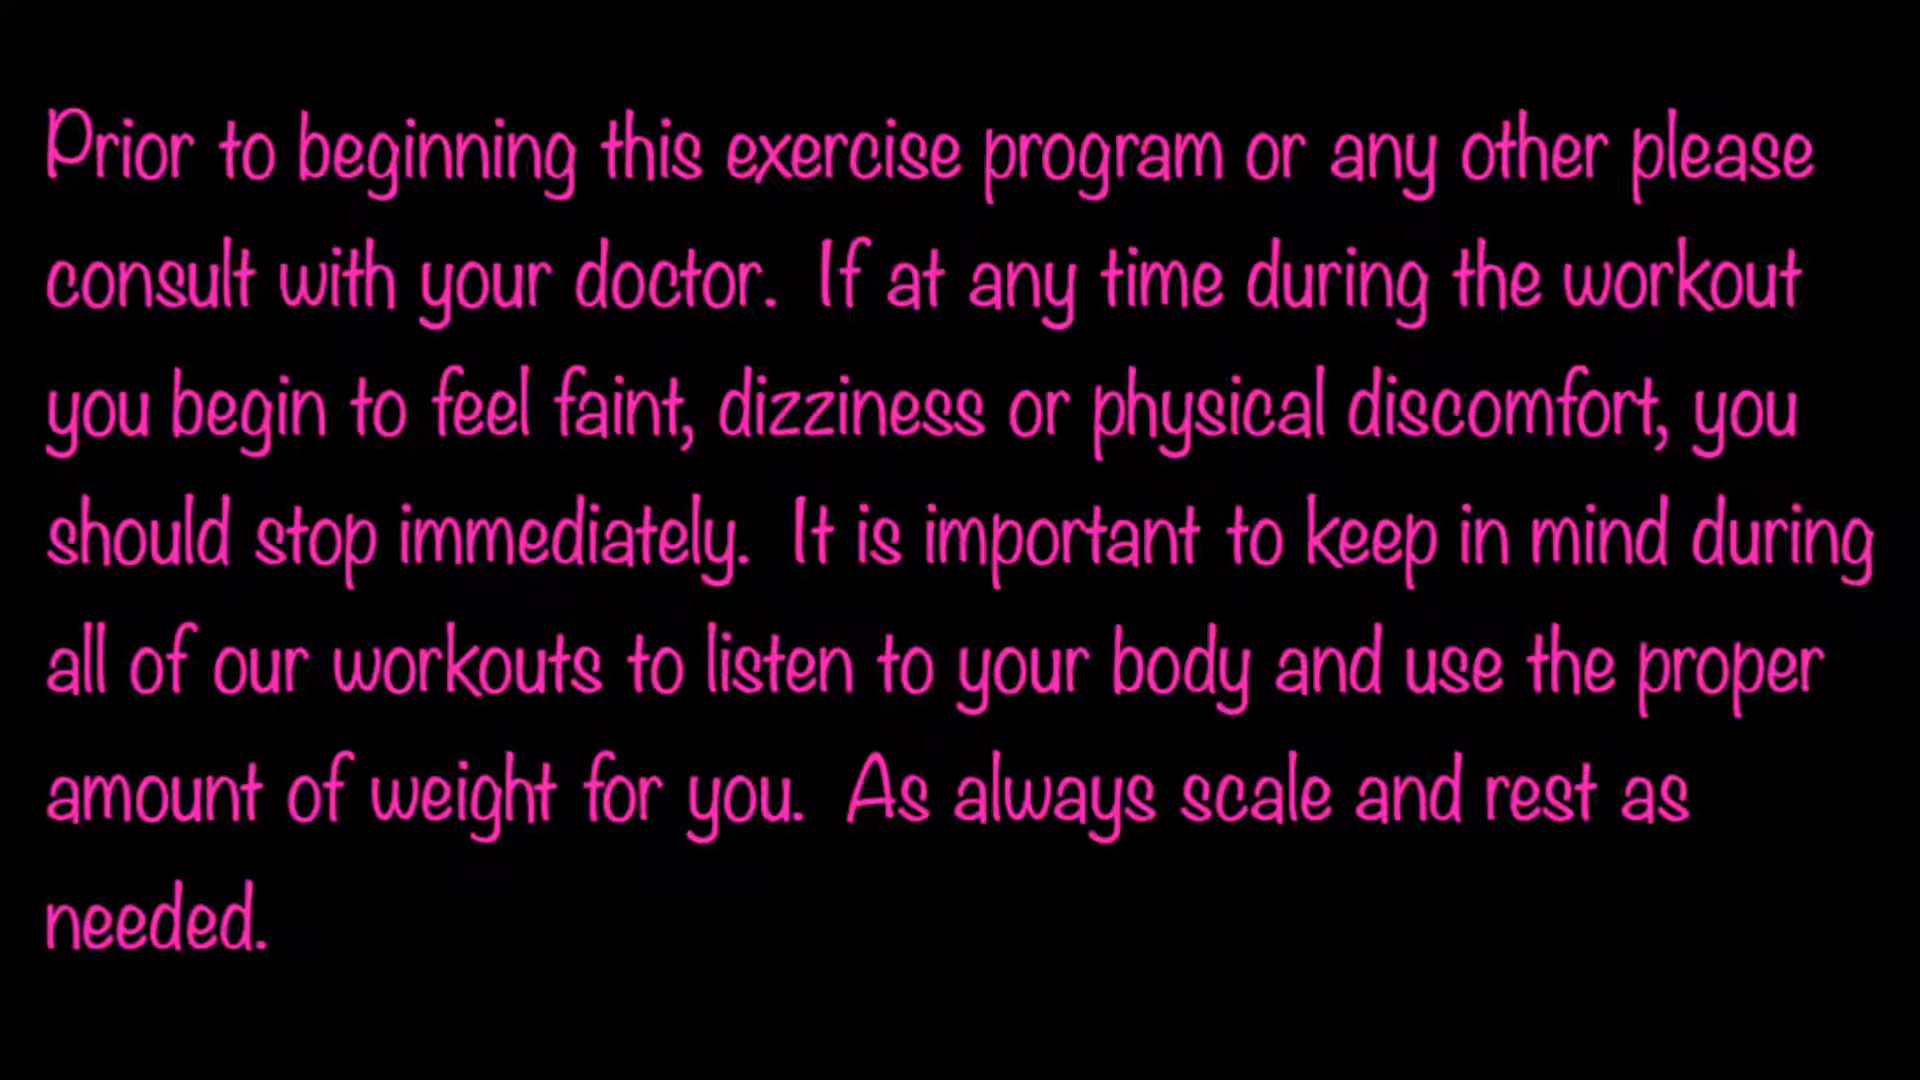 Prior to beginning this exercise program or any other please
consult with your doctor.  If at any time during the workout
you begin to feel faint, dizziness or physical discomfort, you
should stop immediately.  It is important to keep in mind during
all of our workouts to listen to your body and use the proper
amount of weight for you.  As always scale and rest as
needed.